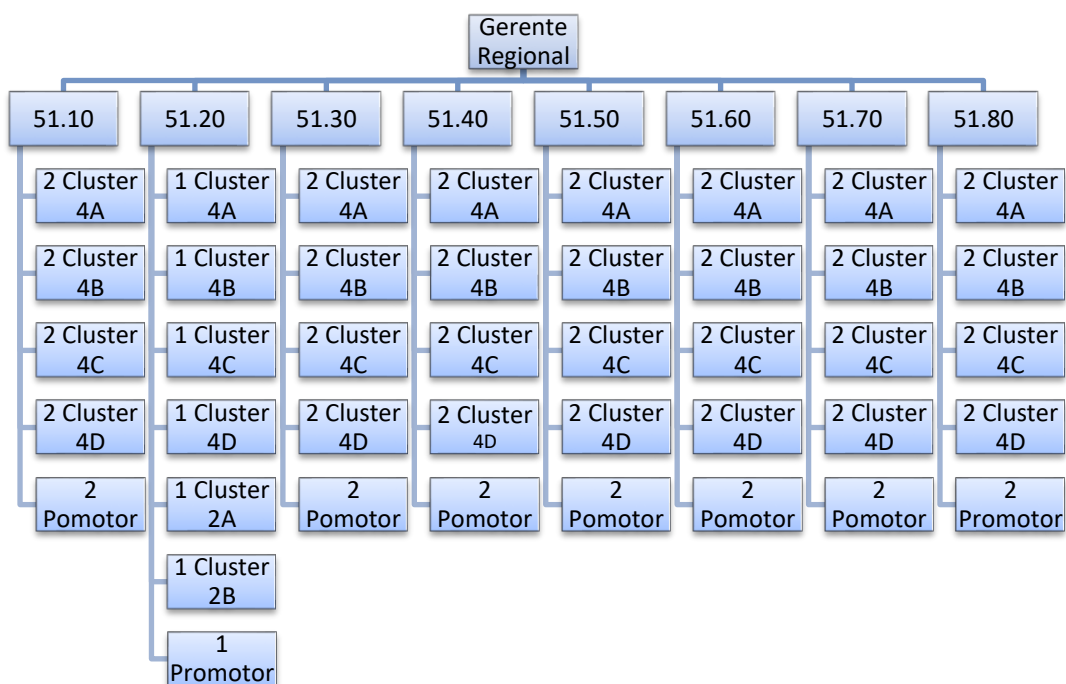 Gerente
Regional
51.10
51.20
51.30
51.40
51.50
51.60
51.70
51.80
2 Cluster
4A
1 Cluster
4A
2 Cluster
4A
2 Cluster
4A
2 Cluster
4A
2 Cluster
4A
2 Cluster
4A
2 Cluster
4A
2 Cluster
4B
1 Cluster
4B
2 Cluster
4B
2 Cluster
4B
2 Cluster
4B
2 Cluster
4B
2 Cluster
4B
2 Cluster
4B
2 Cluster
4C
1 Cluster
4C
2 Cluster
4C
2 Cluster
4C
2 Cluster
4C
2 Cluster
4C
2 Cluster
4C
2 Cluster
4C
2 Cluster
4D
1 Cluster
4D
2 Cluster
4D
2 Cluster
4D
2 Cluster
4D
2 Cluster
4D
2 Cluster
4D
2 Cluster
4D
2
Pomotor
1 Cluster
2A
2
Pomotor
2
Pomotor
2
Pomotor
2
Pomotor
2
Pomotor
2
Promotor
1 Cluster
2B
1
Promotor